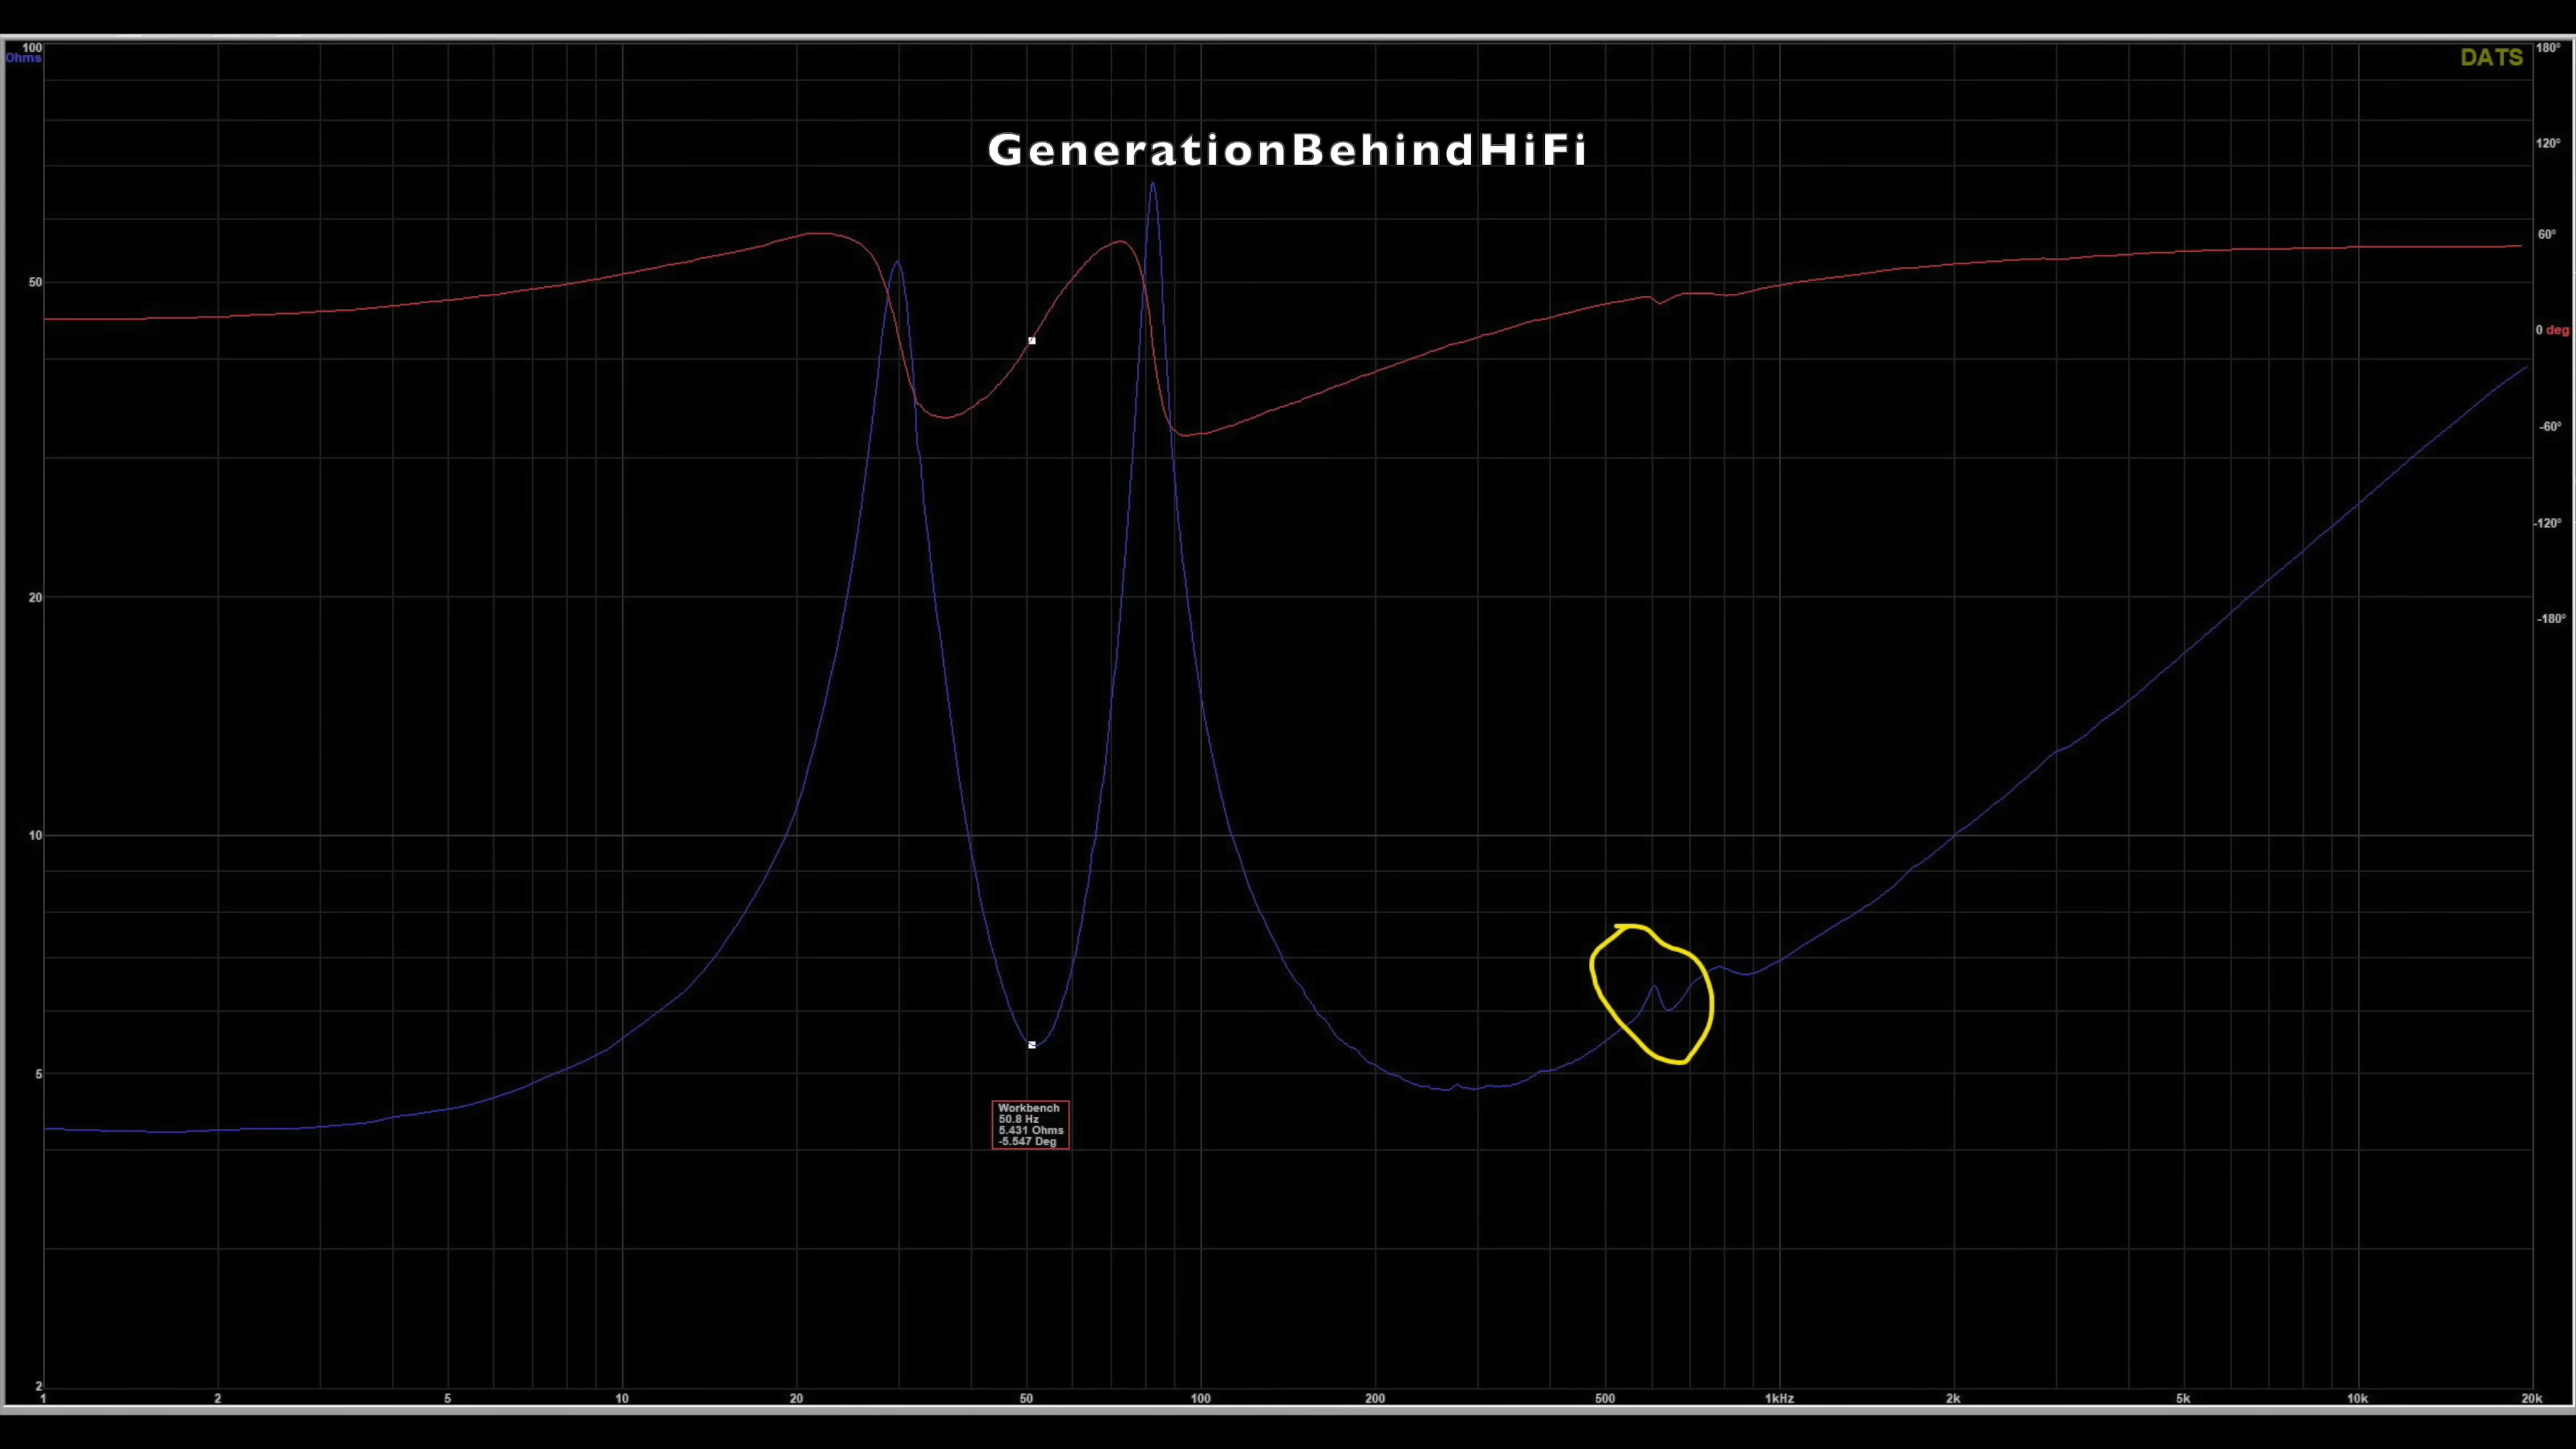 100
Ohms
180°
DATS
GenerationBehindHiFi
120°
60°
50
0 deg
-60°
-120°
20
-180°
10
5
Workbench
50.8 Hz
5.431 Ohms
-5.547 Deg
2
1 2 5 10 20 50 100 200 500 1kHz 2k 5k 10k 20k